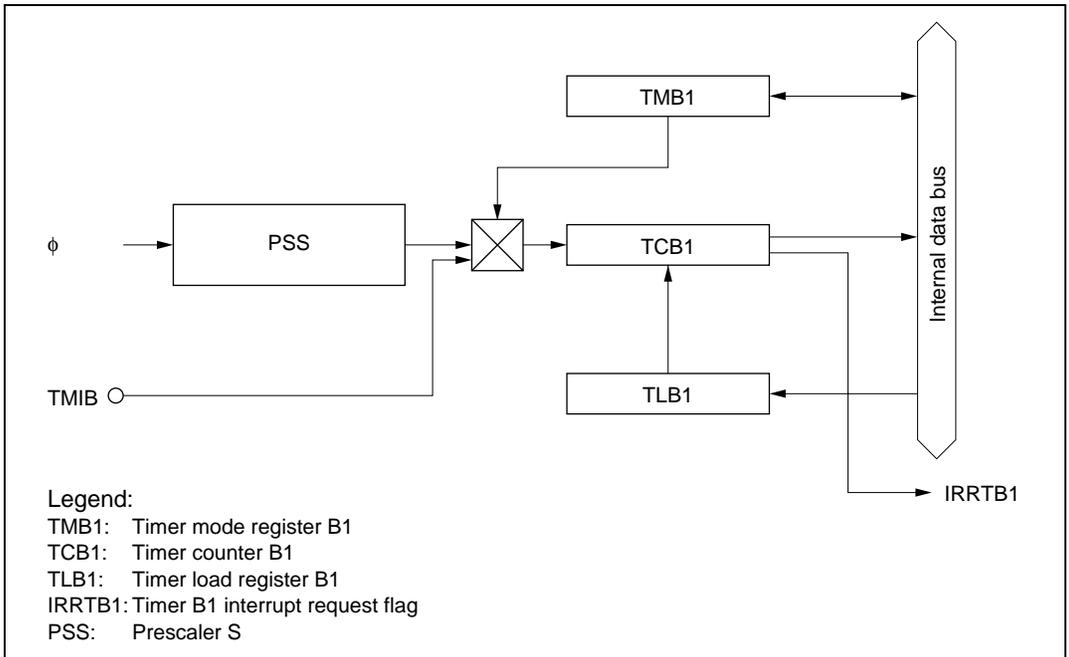 TMB1
φ
PSS
TCB1
Internal data bus
TMIB
TLB1
IRRTB1
Legend:
TMB1: Timer mode register B1
TCB1: Timer counter B1
TLB1: Timer load register B1
IRRTB1: Timer B1 interrupt request flag
PSS: Prescaler S